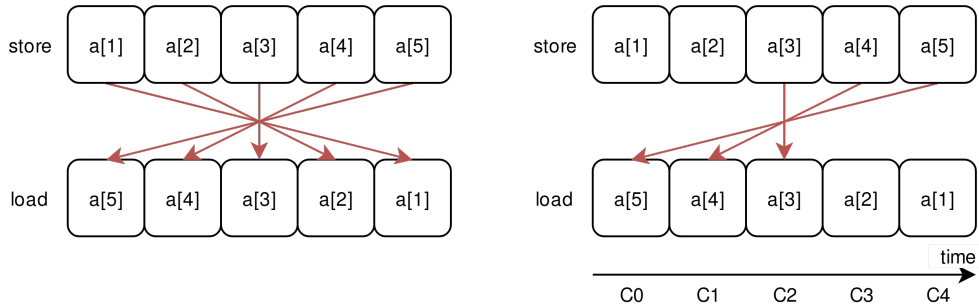 store a[1] a[2] a[3] a[4] a[5]
load a[5] a[4] a[3] a[2] a[1]
store a[1] a[2] a[3] a[4] a[5]
load a[5] a[4] a[3] a[2] a[1]
time
C0 C1 C2 C3 C4